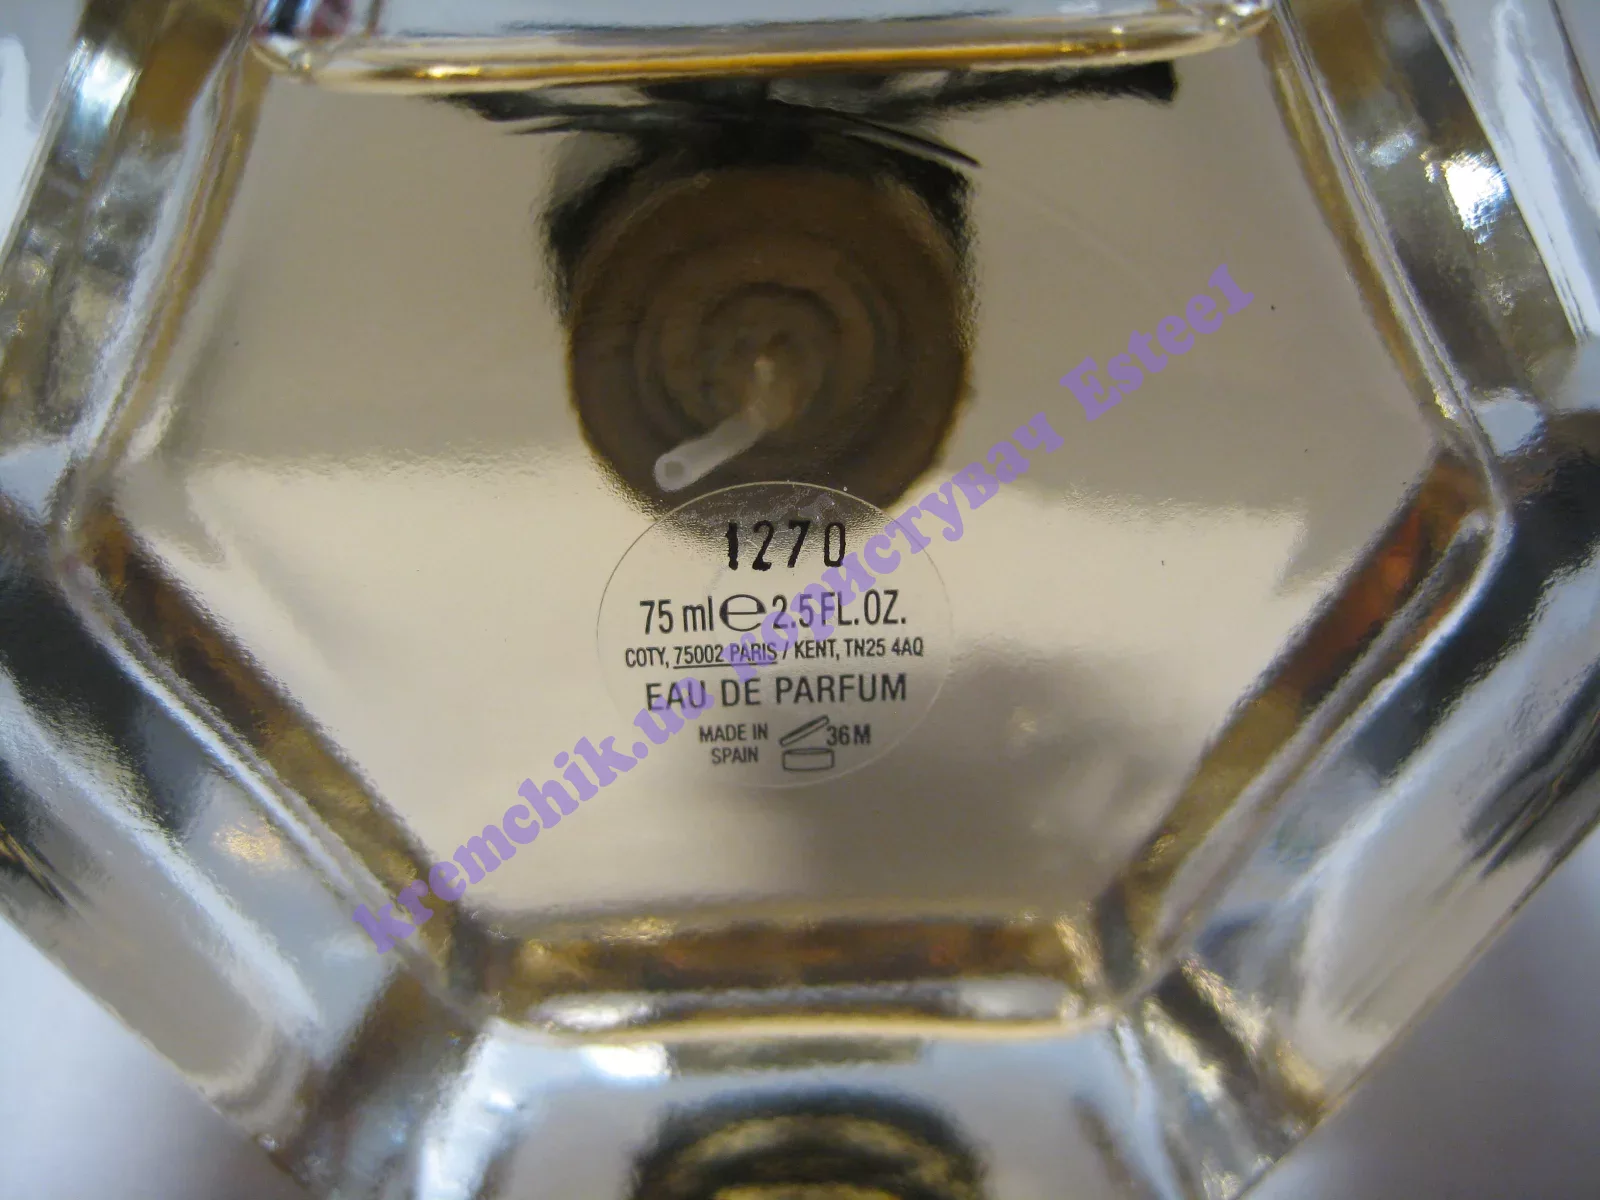 1270
75 ml ℮ 2.5 FL.OZ.
COTY, 75002 PARIS / KENT, TN25 4AQ
EAU DE PARFUM
MADE IN
SPAIN
36M
kremchik.ua користувач Estee1